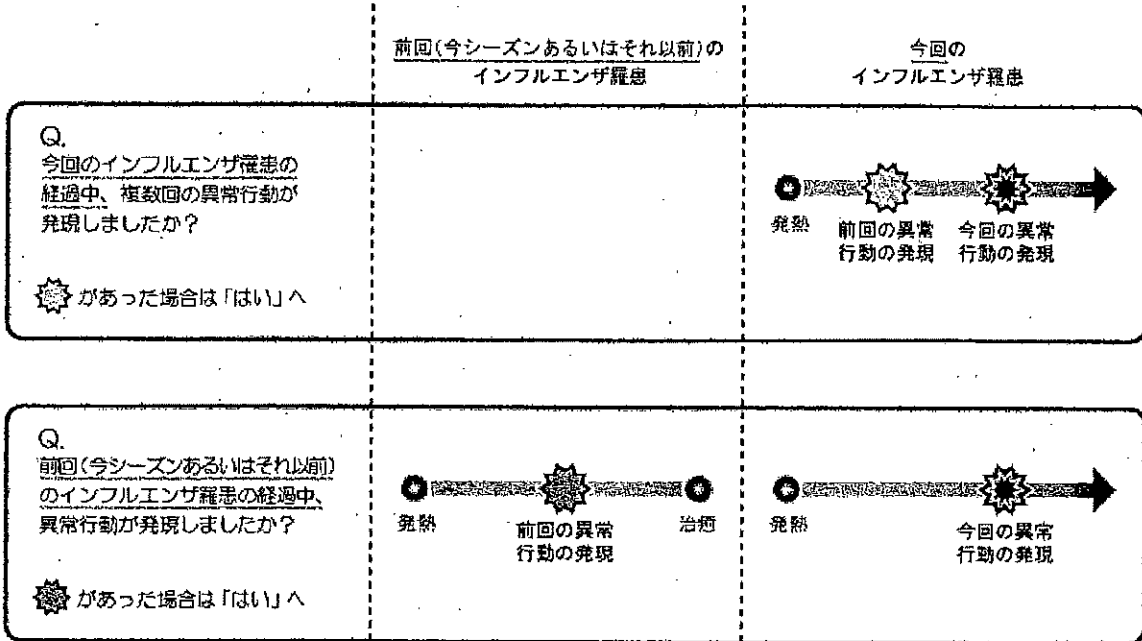 前回(今シーズンあるいはそれ以前)の
インフルエンザ罹患
今回の
インフルエンザ罹患
Q.
今回のインフルエンザ罹患の
経過中、複数回の異常行動が
発現しましたか?
があった場合は「はい」へ
発熱
前回の異常
行動の発現
今回の異常
行動の発現
Q.
前回(今シーズンあるいはそれ以前)
のインフルエンザ罹患の経過中、
異常行動が発現しましたか?
があった場合は「はい」へ
発熱
前回の異常
行動の発現
治癒
発熱
今回の異常
行動の発現